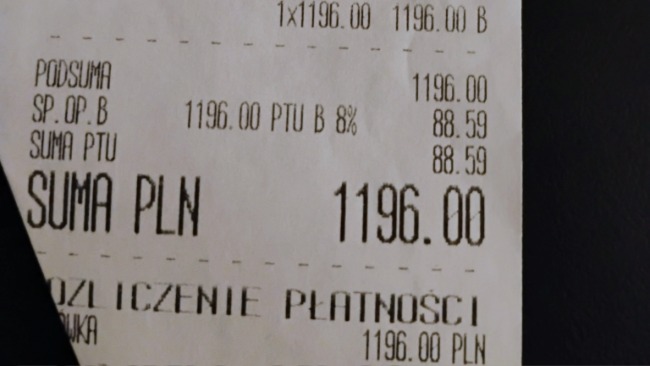 1x1196.00 1196.00 B
PODSUMA 1196.00
SP.OP.B 1196.00 PTU B 8% 88.59
SUMA PTU 88.59
SUMA PLN 1196.00
OZLICZENIE PŁATNOŚCI
ÓWKA 1196.00 PLN